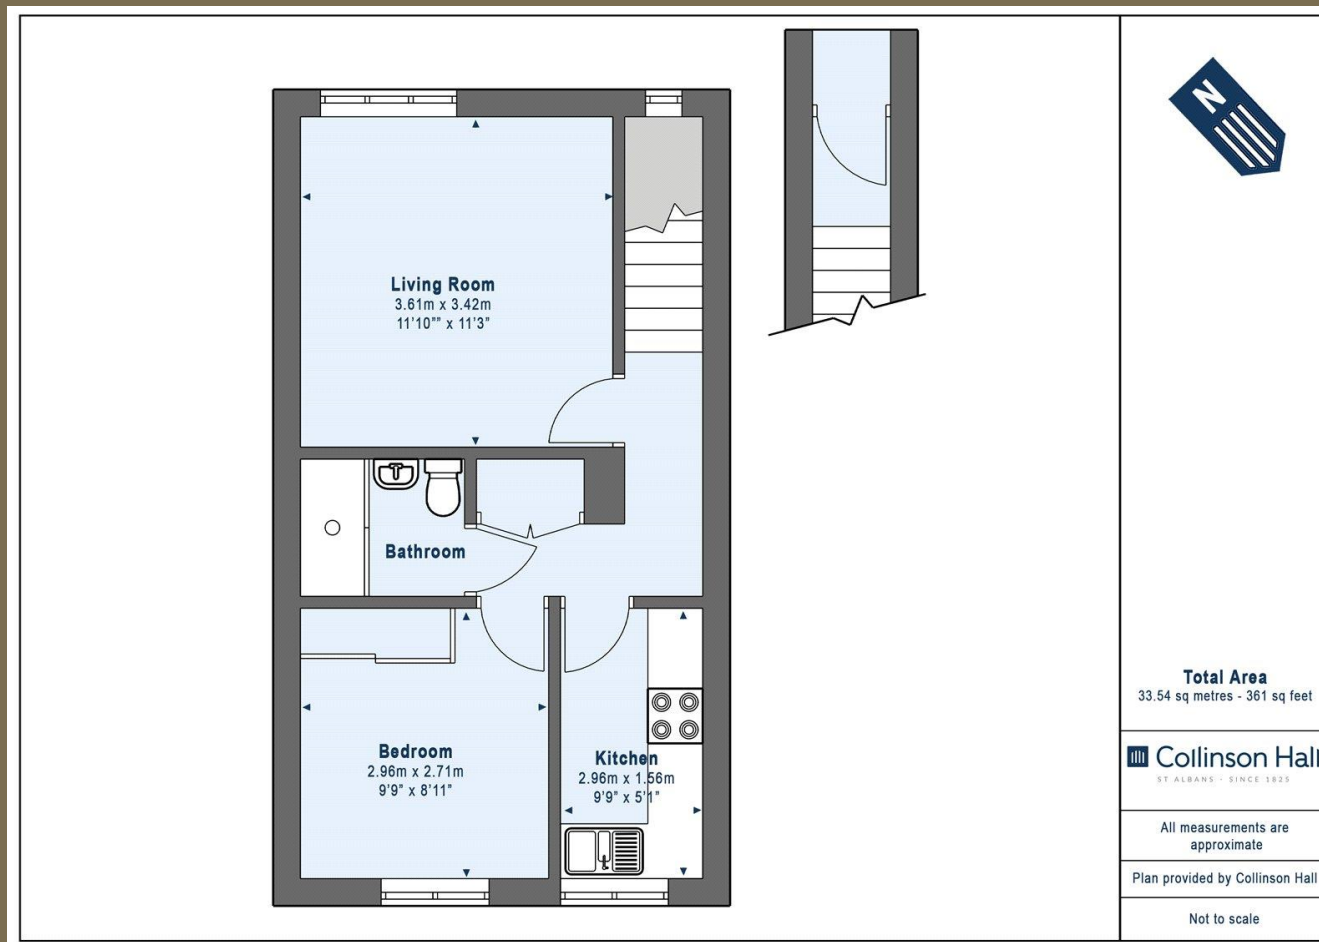 N
Living Room
3.61m x 3.42m
11'10"" x 11'3"
Bathroom
Bedroom
2.96m x 2.71m
9'9" x 8'11"
Kitchen
2.96m x 1.56m
9'9" x 5'1"
Total Area
33.54 sq metres - 361 sq feet
Collinson Hall
ST ALBANS - SINCE 1825
All measurements are
approximate
Plan provided by Collinson Hall
Not to scale